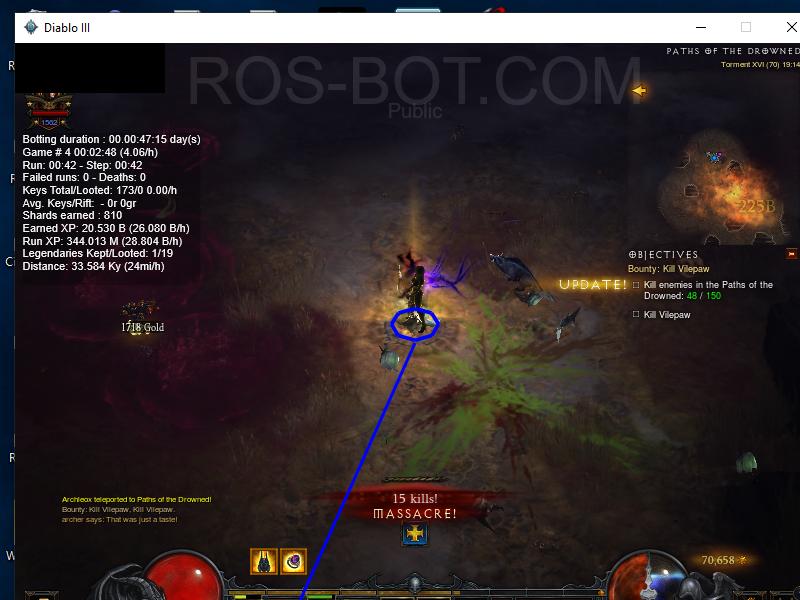 Diablo III
PATHS OF THE DROWNED
Torment XVI (70) 19:14
ROS-BOT.COM
Public
1562
Botting duration : 00.00:47:15 day(s)
Game # 4 00:02:48 (4.06/h)
Run: 00:42 - Step: 00:42
Failed runs: 0 - Deaths: 0
Keys Total/Looted: 173/0 0.00/h
Avg. Keys/Rift: - 0r 0gr
Shards earned : 810
Earned XP: 20.530 B (26.080 B/h)
Run XP: 344.013 M (28.804 B/h)
Legendaries Kept/Looted: 1/19
Distance: 33.584 Ky (24mi/h)
225B
OBJECTIVES
Bounty: Kill Vilepaw
UPDATE!
Kill enemies in the Paths of the
Drowned: 48 / 150
Kill Vilepaw
1718 Gold
15 kills!
MASSACRE!
Archleox teleported to Paths of the Drowned!
Bounty: Kill Vilepaw, Kill Vilepaw.
archer says: That was just a taste!
70,658